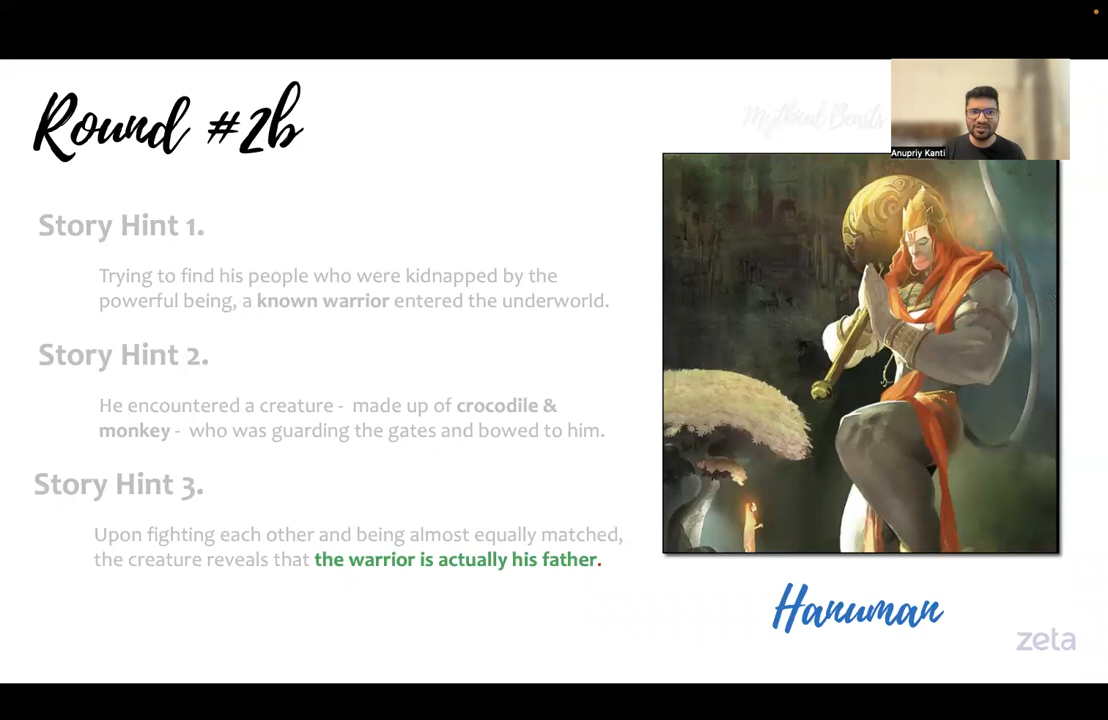 Round #2b
Mythical Beasts
Anupriy Kanti
Story Hint 1.
Trying to find his people who were kidnapped by the
powerful being, a known warrior entered the underworld.
Story Hint 2.
He encountered a creature - made up of crocodile &
monkey - who was guarding the gates and bowed to him.
Story Hint 3.
Upon fighting each other and being almost equally matched,
the creature reveals that the warrior is actually his father.
Hanuman
zeta